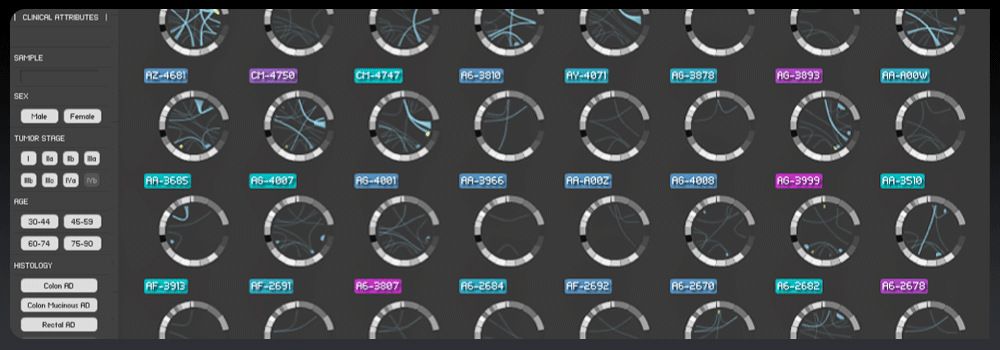 | CLINICAL ATTRIBUTES |
SAMPLE
SEX
Male Female
TUMOR STAGE
I IIa IIb IIIa
IIIb IIIc IVa IVb
AGE
30-44 45-59
60-74 75-90
HISTOLOGY
Colon AD
Colon Mucinous AD
Rectal AD
AZ-4681 CM-4750 CM-4747 A6-3810 AY-4071 AG-3878 AG-3893 AA-A00W
AA-3685 AG-4007 AG-4001 AA-3966 AA-A00Z AG-4008 AG-3999 AA-3510
AF-3913 AF-2691 A6-3807 A6-2684 AF-2692 A6-2670 A6-2682 A6-2678